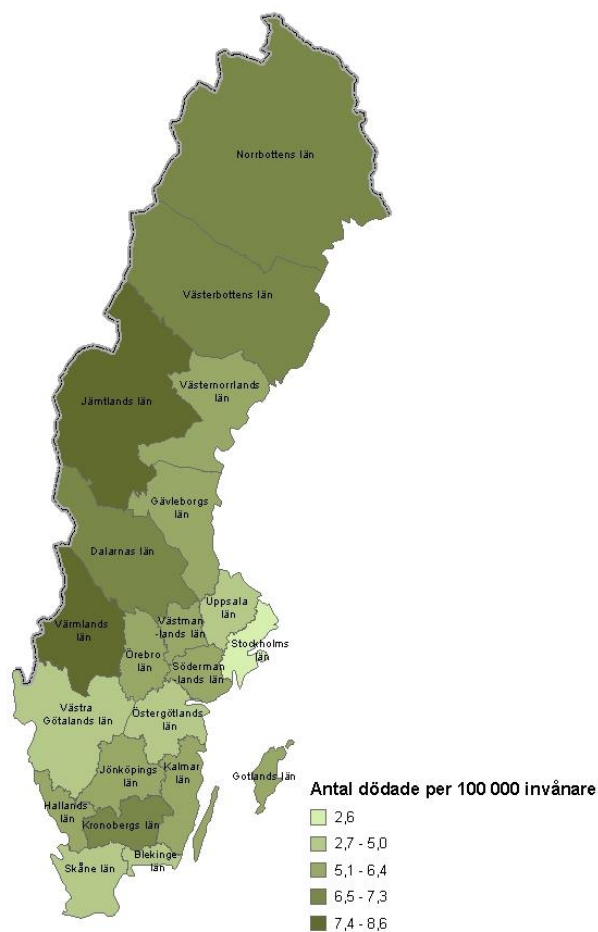 Norrbottens län
Västerbottens län
Jämtlands län
Västernorrlands
län
Gävleborgs
län
Dalarnas län
Uppsala
län
Värmlands
län
Västman
-lands län
Örebro
län
Stockholms
län
Söderman
-lands län
Västra
Götalands län
Östergötlands
län
Jönköpings
län
Kalmar
län
Gotlands län
Hallands
län
Kronobergs län
Blekinge-
län
Skåne län
Antal dödade per 100 000 invånare
2,6
2,7 - 5,0
5,1 - 6,4
6,5 - 7,3
7,4 - 8,6